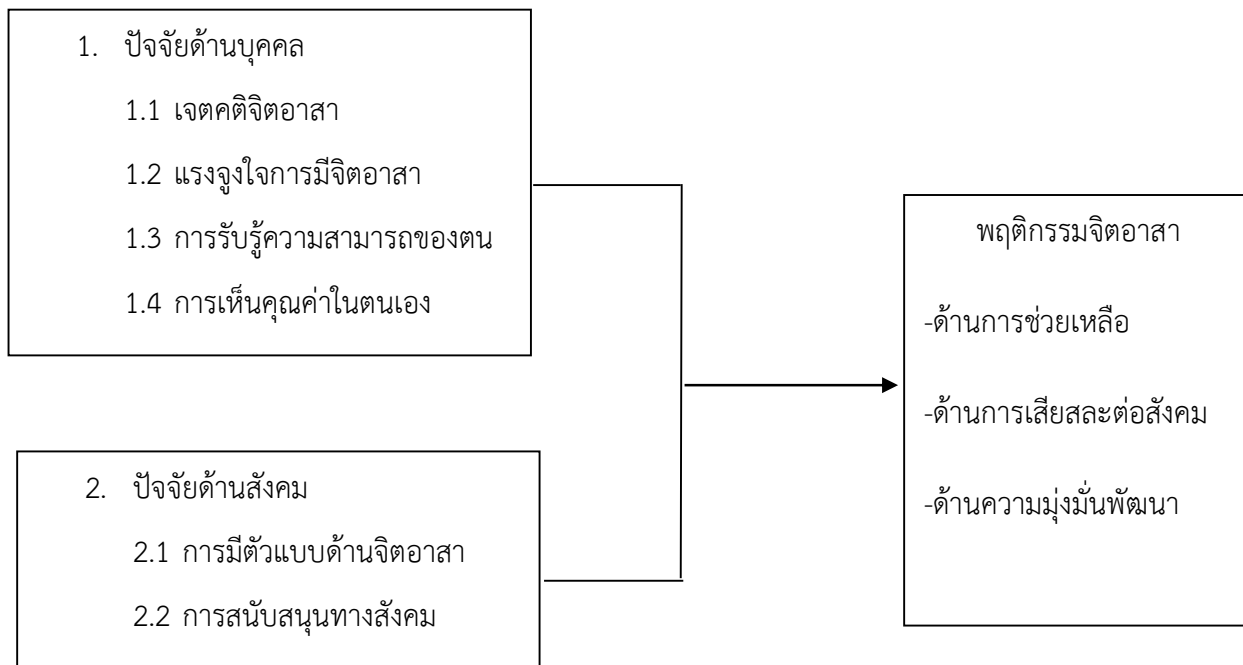 1. ปัจจัยด้านบุคคล
1.1 เจตคติจิตอาสา
1.2 แรงจูงใจการมีจิตอาสา
1.3 การรับรู้ความสามารถของตน
1.4 การเห็นคุณค่าในตนเอง
2. ปัจจัยด้านสังคม
2.1 การมีตัวแบบด้านจิตอาสา
2.2 การสนับสนุนทางสังคม
พฤติกรรมจิตอาสา
-ด้านการช่วยเหลือ
-ด้านการเสียสละต่อสังคม
-ด้านความมุ่งมั่นพัฒนา